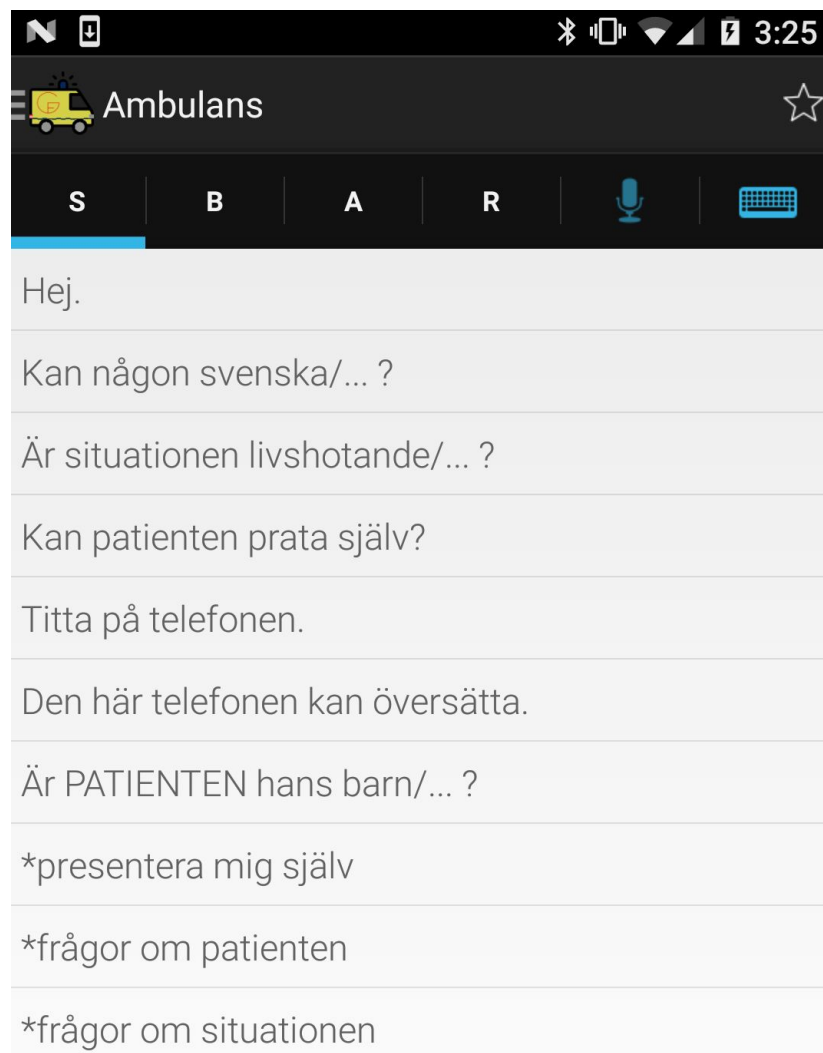 3:25
Ambulans
S B A R
Hej.
Kan någon svenska/... ?
Är situationen livshotande/... ?
Kan patienten prata själv?
Titta på telefonen.
Den här telefonen kan översätta.
Är PATIENTEN hans barn/... ?
*presentera mig själv
*frågor om patienten
*frågor om situationen